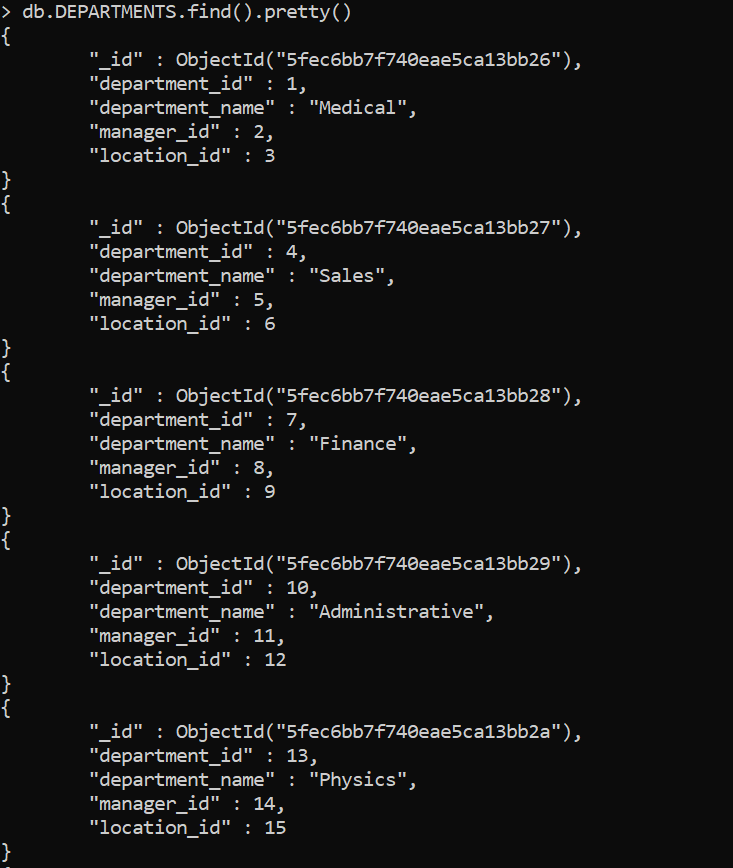 > db.DEPARTMENTS.find().pretty()
{
        "_id" : ObjectId("5fec6bb7f740eae5ca13bb26"),
        "department_id" : 1,
        "department_name" : "Medical",
        "manager_id" : 2,
        "location_id" : 3
}
{
        "_id" : ObjectId("5fec6bb7f740eae5ca13bb27"),
        "department_id" : 4,
        "department_name" : "Sales",
        "manager_id" : 5,
        "location_id" : 6
}
{
        "_id" : ObjectId("5fec6bb7f740eae5ca13bb28"),
        "department_id" : 7,
        "department_name" : "Finance",
        "manager_id" : 8,
        "location_id" : 9
}
{
        "_id" : ObjectId("5fec6bb7f740eae5ca13bb29"),
        "department_id" : 10,
        "department_name" : "Administrative",
        "manager_id" : 11,
        "location_id" : 12
}
{
        "_id" : ObjectId("5fec6bb7f740eae5ca13bb2a"),
        "department_id" : 13,
        "department_name" : "Physics",
        "manager_id" : 14,
        "location_id" : 15
}